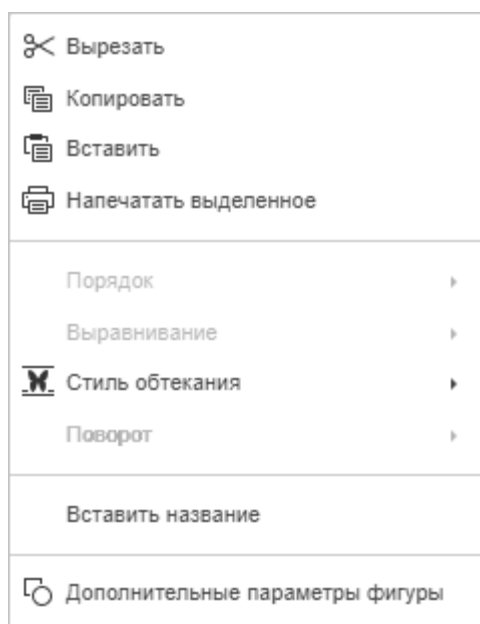 Вырезать
Копировать
Вставить
Напечатать выделенное
Порядок
Выравнивание
Стиль обтекания
Поворот
Вставить название
Дополнительные параметры фигуры